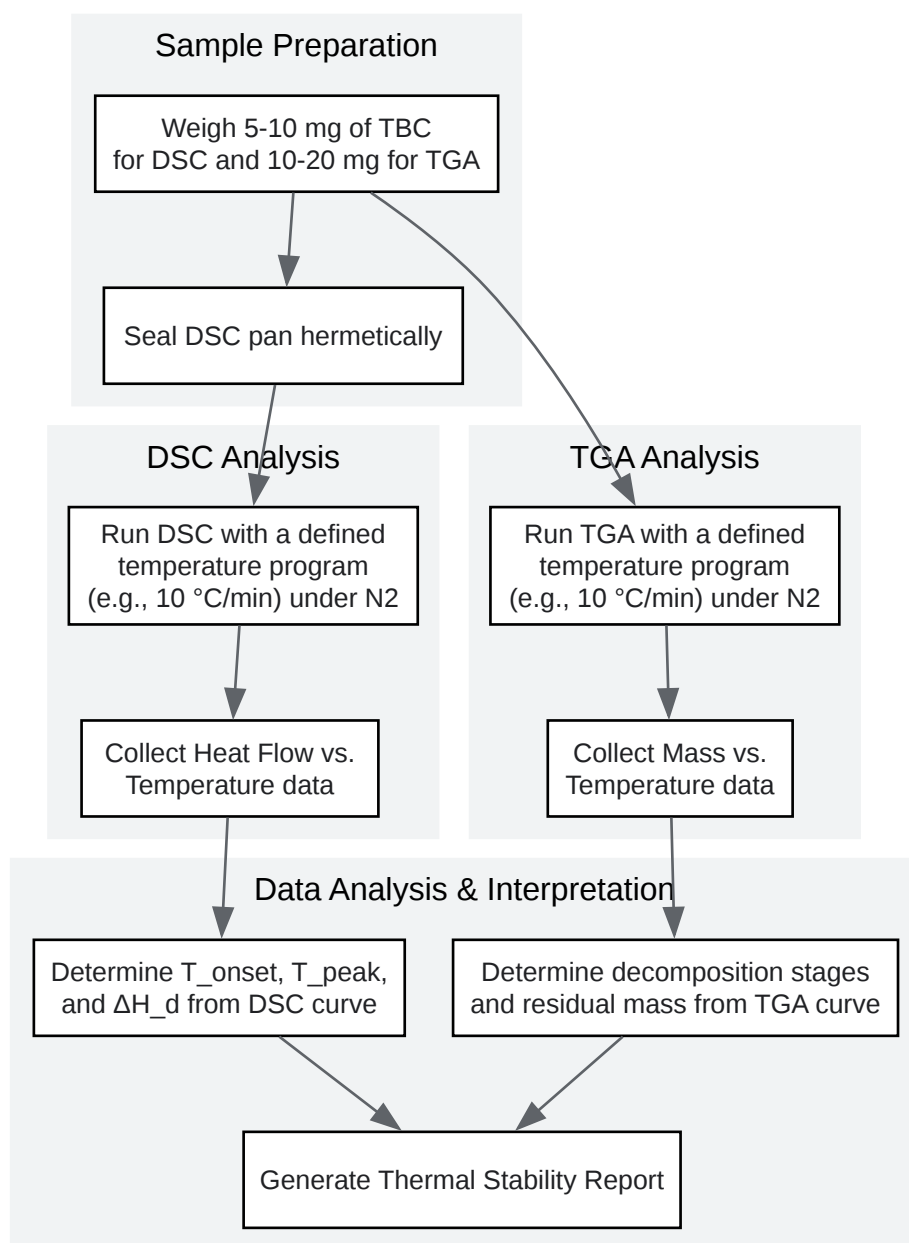 Sample Preparation
Weigh 5-10 mg of TBC
for DSC and 10-20 mg for TGA
Seal DSC pan hermetically
DSC Analysis
Run DSC with a defined
temperature program
(e.g., 10 °C/min) under N2
Collect Heat Flow vs.
Temperature data
TGA Analysis
Run TGA with a defined
temperature program
(e.g., 10 °C/min) under N2
Collect Mass vs.
Temperature data
Data Analysis & Interpretation
Determine T_onset, T_peak,
and ΔH_d from DSC curve
Determine decomposition stages
and residual mass from TGA curve
Generate Thermal Stability Report